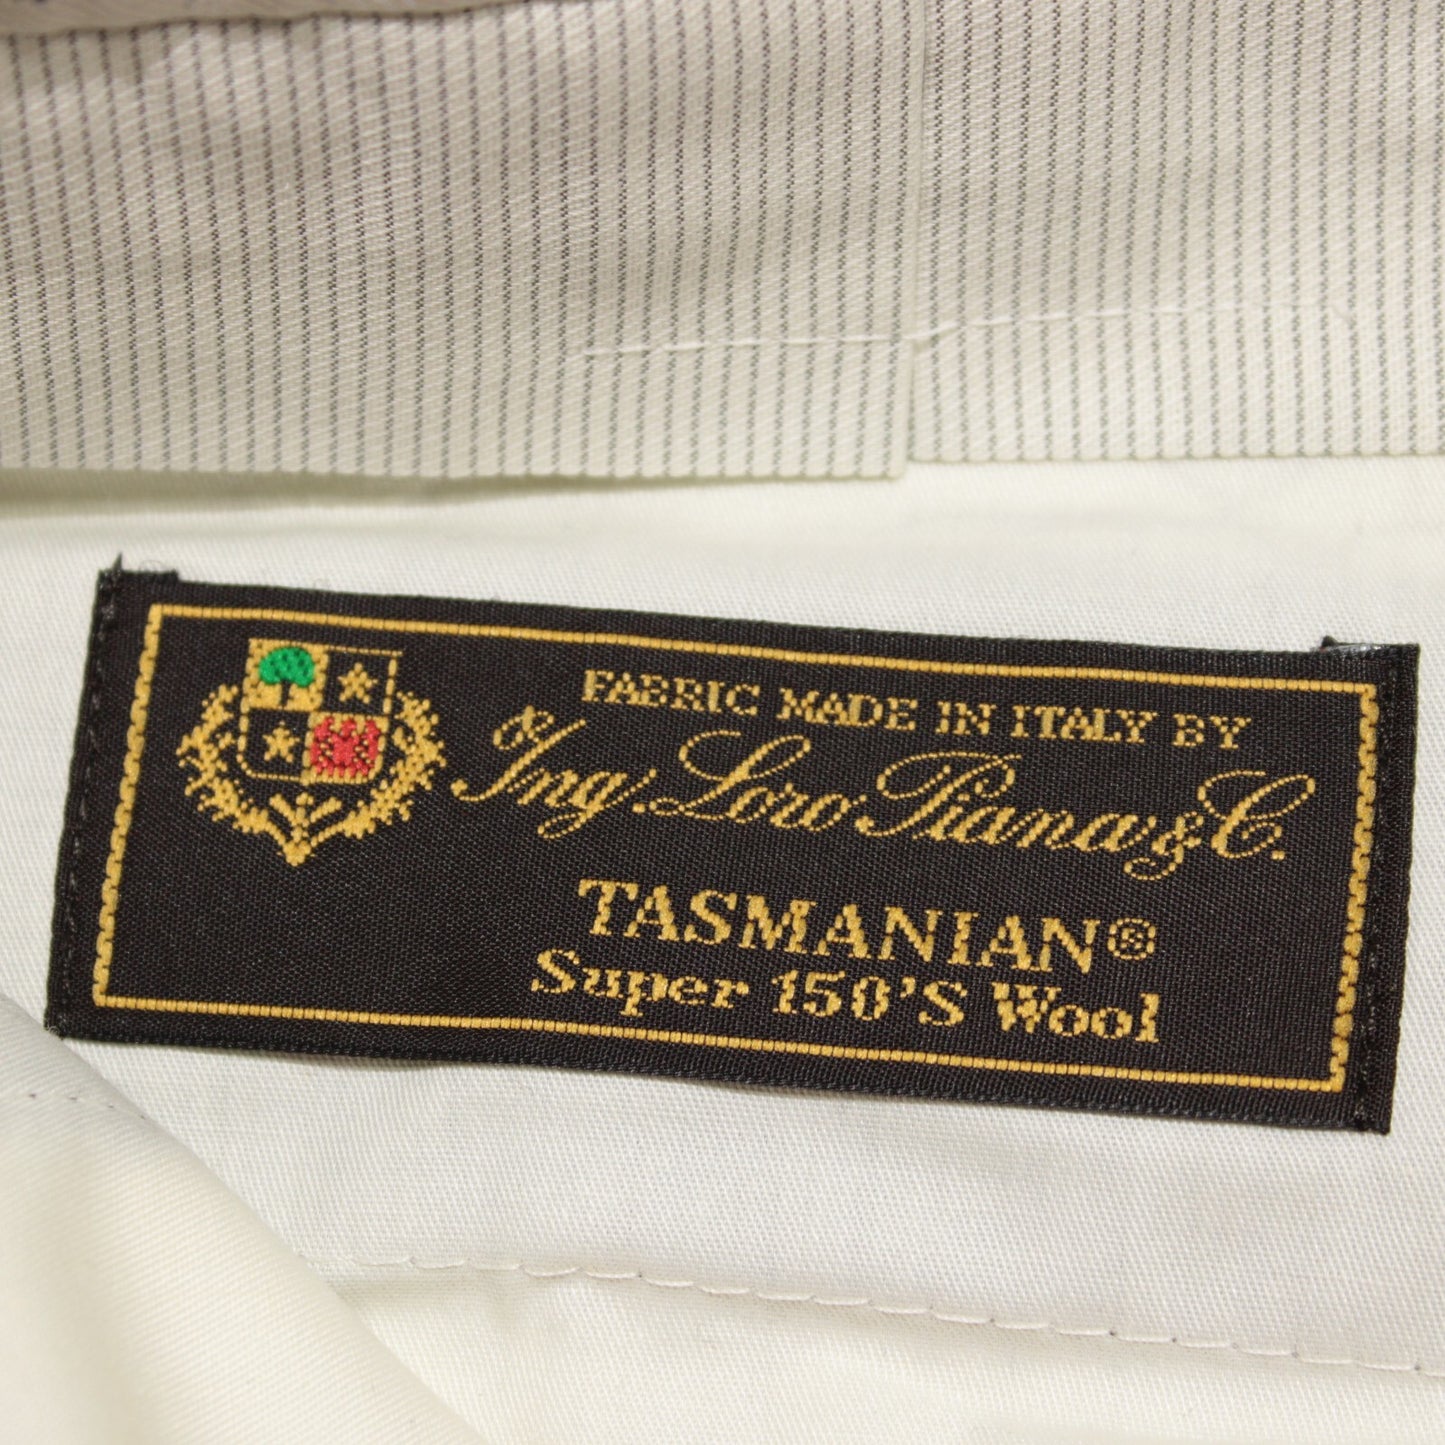 FABRIC MADE IN ITALY BY
& Ing. Loro Piana & C.
TASMANIAN®
Super 150'S Wool